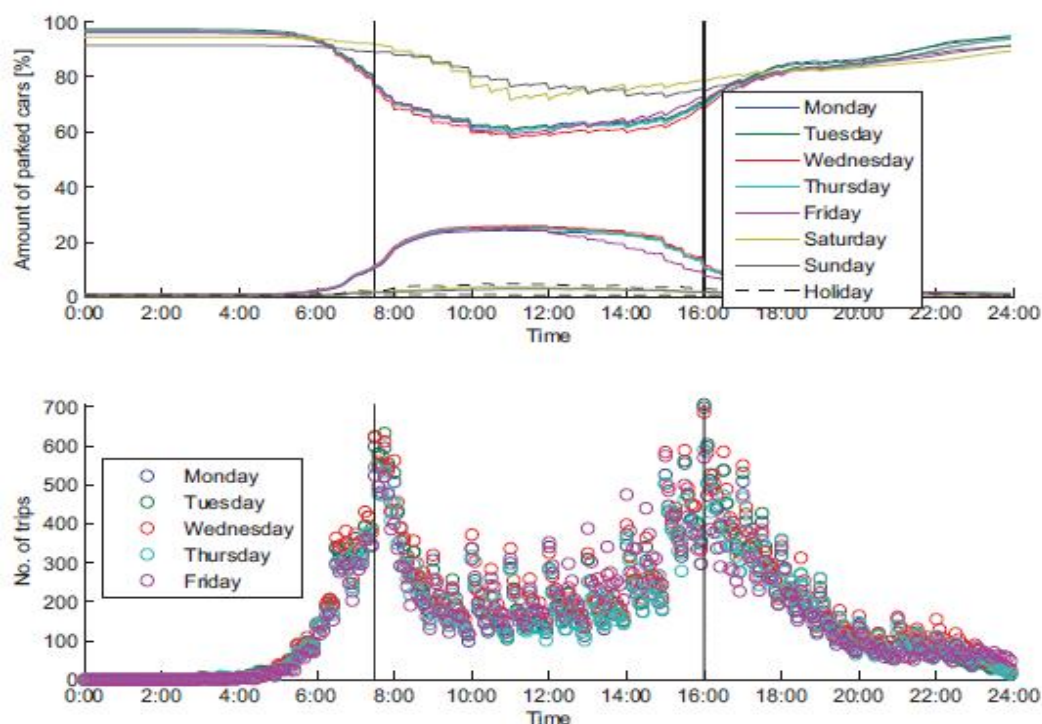 100
80
60
40
20
0
Amount of parked cars [%]
0:00 2:00 4:00 6:00 8:00 10:00 12:00 14:00 16:00 18:00 20:00 22:00 24:00
Time
Monday
Tuesday
Wednesday
Thursday
Friday
Saturday
Sunday
Holiday
700
600
500
400
300
200
100
0
No. of trips
Monday
Tuesday
Wednesday
Thursday
Friday
0:00 2:00 4:00 6:00 8:00 10:00 12:00 14:00 16:00 18:00 20:00 22:00 24:00
Time